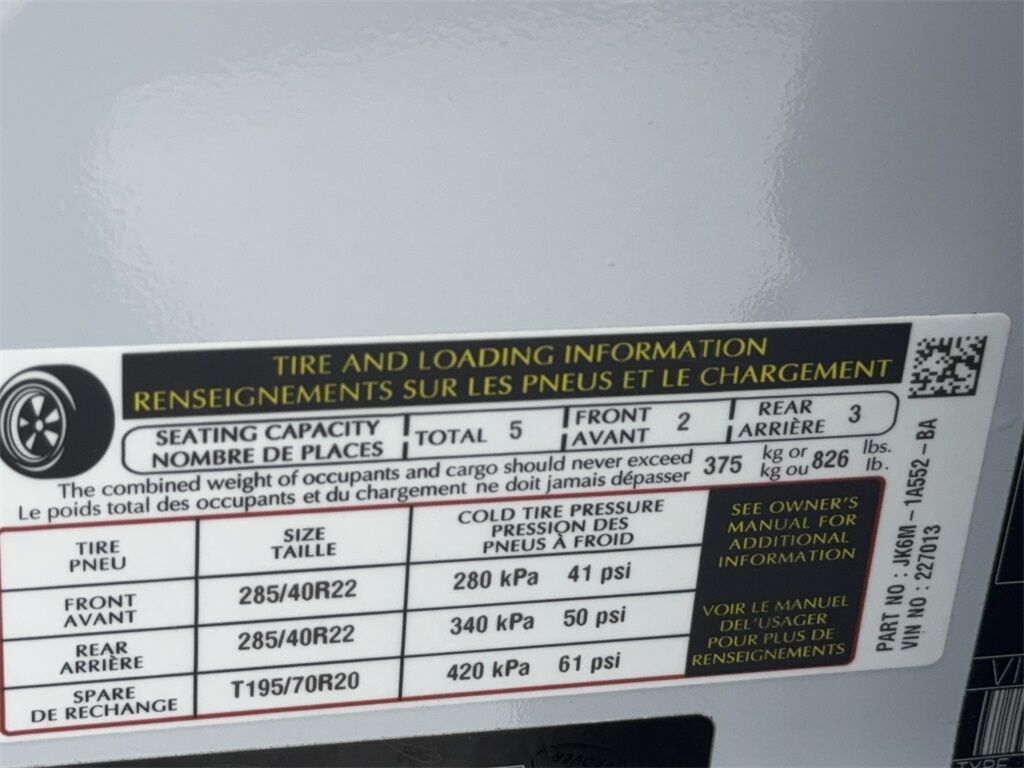 TIRE AND LOADING INFORMATION
RENSEIGNEMENTS SUR LES PNEUS ET LE CHARGEMENT
SEATING CAPACITY
NOMBRE DE PLACES
TOTAL 5
FRONT
AVANT
2
REAR
ARRIÈRE
3
The combined weight of occupants and cargo should never exceed
Le poids total des occupants et du chargement ne doit jamais dépasser
375
kg or
kg ou
826
lbs.
lb.
TIRE
PNEU
SIZE
TAILLE
COLD TIRE PRESSURE
PRESSION DES
PNEUS À FROID
FRONT
AVANT
285/40R22
280 kPa 41 psi
REAR
ARRIÈRE
285/40R22
340 kPa 50 psi
SPARE
DE RECHANGE
T195/70R20
420 kPa 61 psi
SEE OWNER'S
MANUAL FOR
ADDITIONAL
INFORMATION
VOIR LE MANUEL
DEL'USAGER
POUR PLUS DE
RENSEIGNEMENTS
PART NO : JK6M-1A552-BA
VIN NO : 227013
TYPE